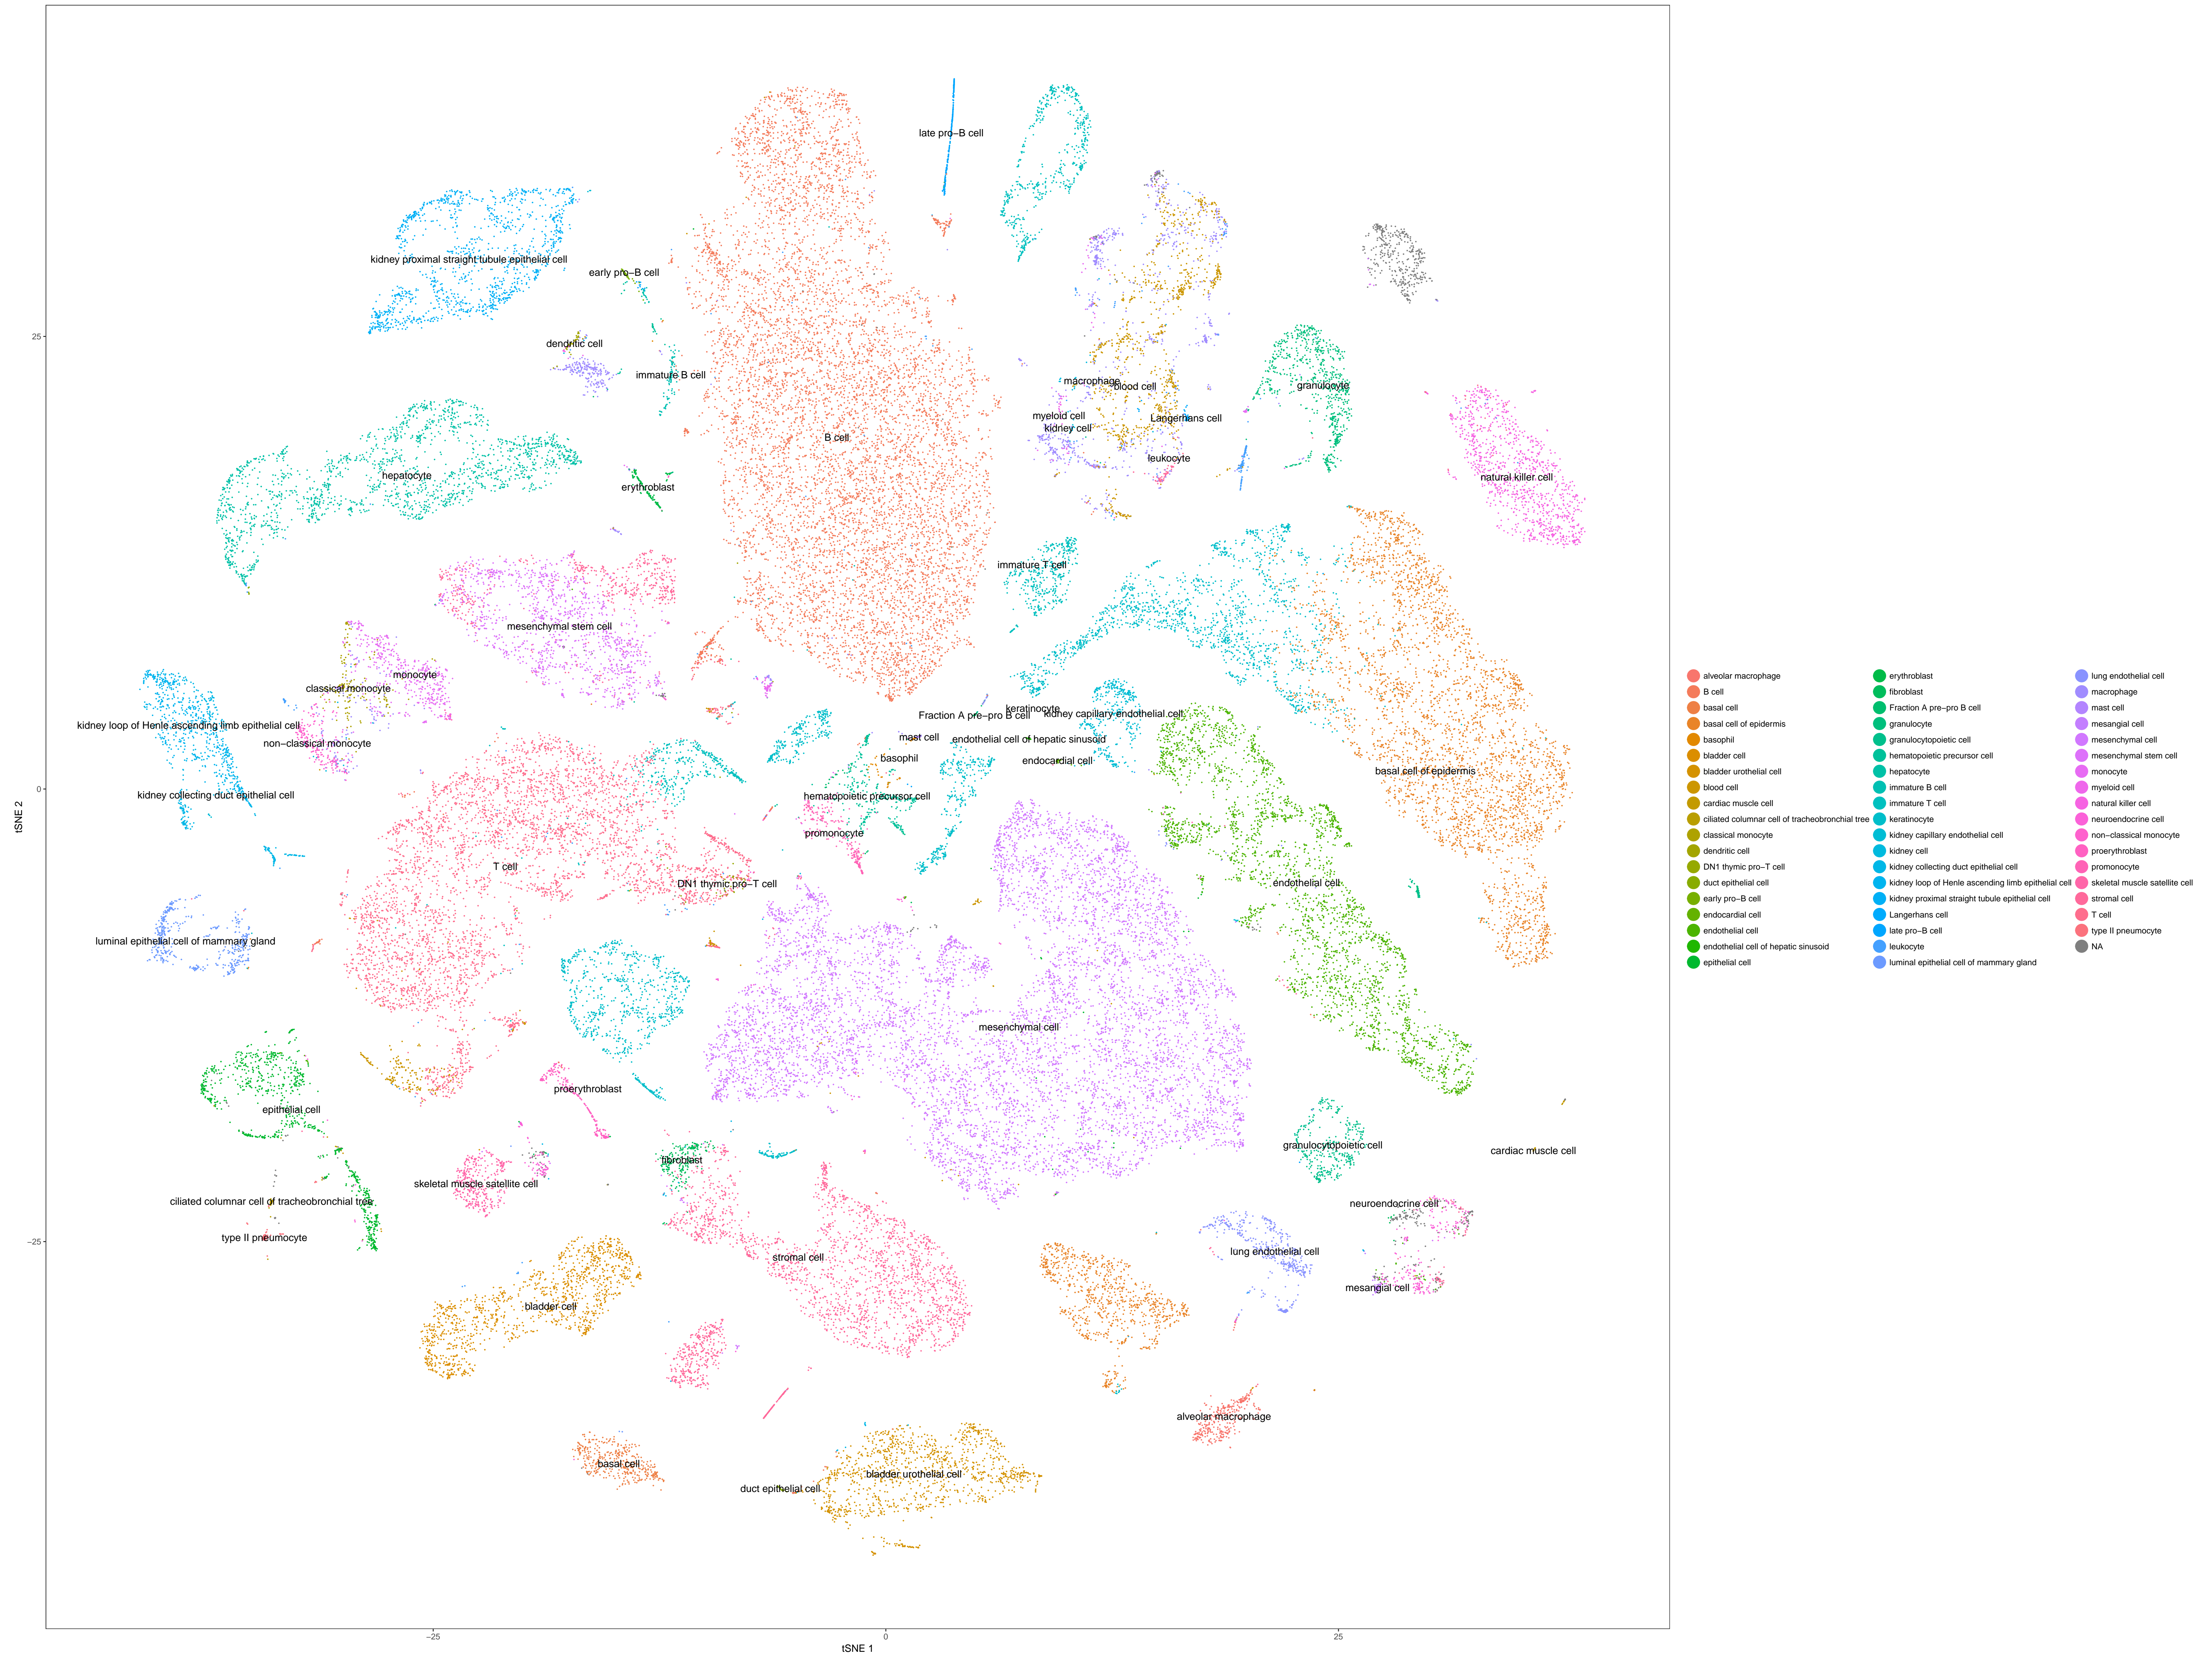 late pro−B cell
kidney proximal straight tubule epithelial cell
early pro−B cell
25
dendritic cell
immature B cell
macrophage
blood cell
granulocyte
myeloid cell
Langerhans cell
kidney cell
B cell
leukocyte
hepatocyte
natural killer cell
erythroblast
immature T cell
mesenchymal stem cell
monocyte
classical monocyte
keratinocyte
Fraction A pre−pro B cell
kidney capillary endothelial cell
kidney loop of Henle ascending limb epithelial cell
mast cell
endothelial cell of hepatic sinusoid
non−classical monocyte
basophil
endocardial cell
basal cell of epidermis
0
kidney collecting duct epithelial cell
hematopoietic precursor cell
promonocyte
tSNE 2
T cell
DN1 thymic pro−T cell
endothelial cell
luminal epithelial cell of mammary gland
mesenchymal cell
proerythroblast
epithelial cell
granulocytopoietic cell
cardiac muscle cell
fibroblast
skeletal muscle satellite cell
ciliated columnar cell of tracheobronchial tree
neuroendocrine cell
type II pneumocyte
−25
lung endothelial cell
stromal cell
mesangial cell
bladder cell
alveolar macrophage
basal cell
bladder urothelial cell
duct epithelial cell
−25
0
25
tSNE 1
alveolar macrophage
B cell
basal cell
basal cell of epidermis
basophil
bladder cell
bladder urothelial cell
blood cell
cardiac muscle cell
ciliated columnar cell of tracheobronchial tree
classical monocyte
dendritic cell
DN1 thymic pro−T cell
duct epithelial cell
early pro−B cell
endocardial cell
endothelial cell
endothelial cell of hepatic sinusoid
epithelial cell
erythroblast
fibroblast
Fraction A pre−pro B cell
granulocyte
granulocytopoietic cell
hematopoietic precursor cell
hepatocyte
immature B cell
immature T cell
keratinocyte
kidney capillary endothelial cell
kidney cell
kidney collecting duct epithelial cell
kidney loop of Henle ascending limb epithelial cell
kidney proximal straight tubule epithelial cell
Langerhans cell
late pro−B cell
leukocyte
luminal epithelial cell of mammary gland
lung endothelial cell
macrophage
mast cell
mesangial cell
mesenchymal cell
mesenchymal stem cell
monocyte
myeloid cell
natural killer cell
neuroendocrine cell
non−classical monocyte
proerythroblast
promonocyte
skeletal muscle satellite cell
stromal cell
T cell
type II pneumocyte
NA